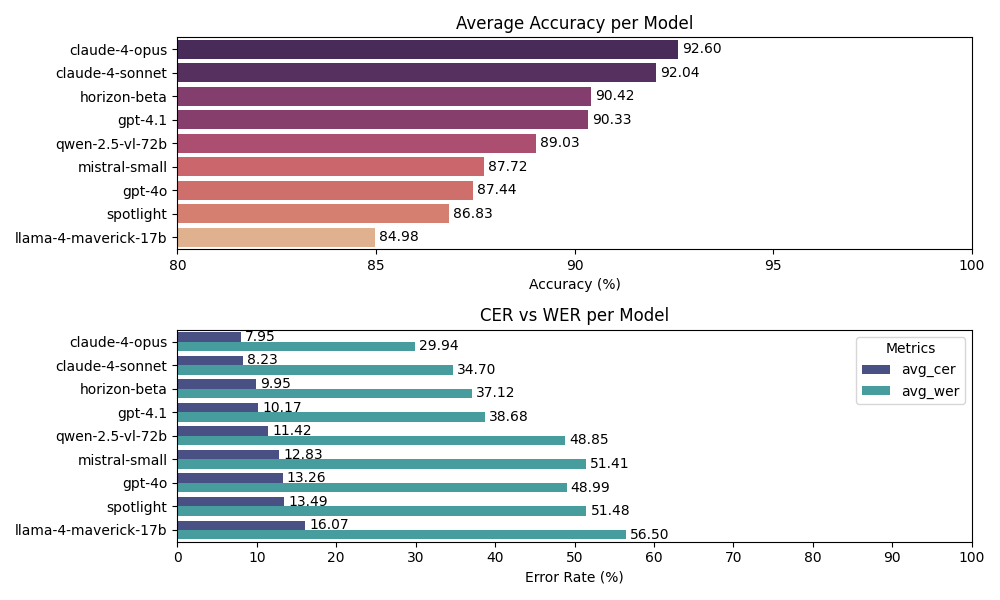 Average Accuracy per Model
claude-4-opus 92.60
claude-4-sonnet 92.04
horizon-beta 90.42
gpt-4.1 90.33
qwen-2.5-vl-72b 89.03
mistral-small 87.72
gpt-4o 87.44
spotlight 86.83
llama-4-maverick-17b 84.98
80 85 90 95 100
Accuracy (%)
CER vs WER per Model
Metrics
avg_cer
avg_wer
claude-4-opus 7.95 29.94
claude-4-sonnet 8.23 34.70
horizon-beta 9.95 37.12
gpt-4.1 10.17 38.68
qwen-2.5-vl-72b 11.42 48.85
mistral-small 12.83 51.41
gpt-4o 13.26 48.99
spotlight 13.49 51.48
llama-4-maverick-17b 16.07 56.50
0 10 20 30 40 50 60 70 80 90 100
Error Rate (%)